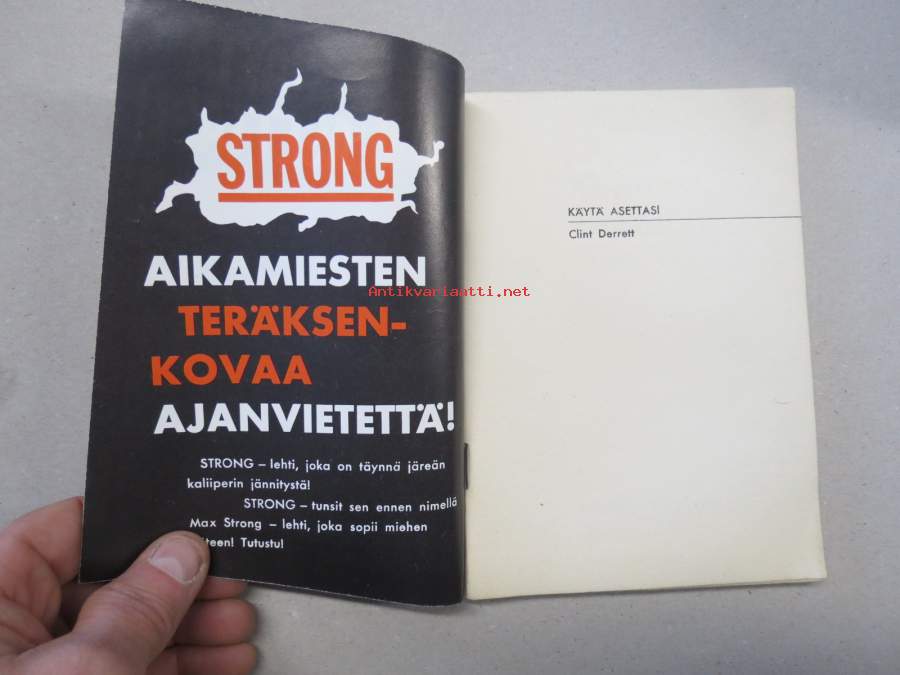 STRONG
AIKAMIESTEN
TERÄKSEN-
KOVAA
AJANVIETETTÄ!
STRONG – lehti, joka on täynnä järeän
kaliiperin jännitystä!
STRONG – tunsit sen ennen nimellä
Max Strong – lehti, joka sopii miehen
Tutustu!
KÄYTÄ ASETTASI
Clint Derrett
Antikvariaatti.net